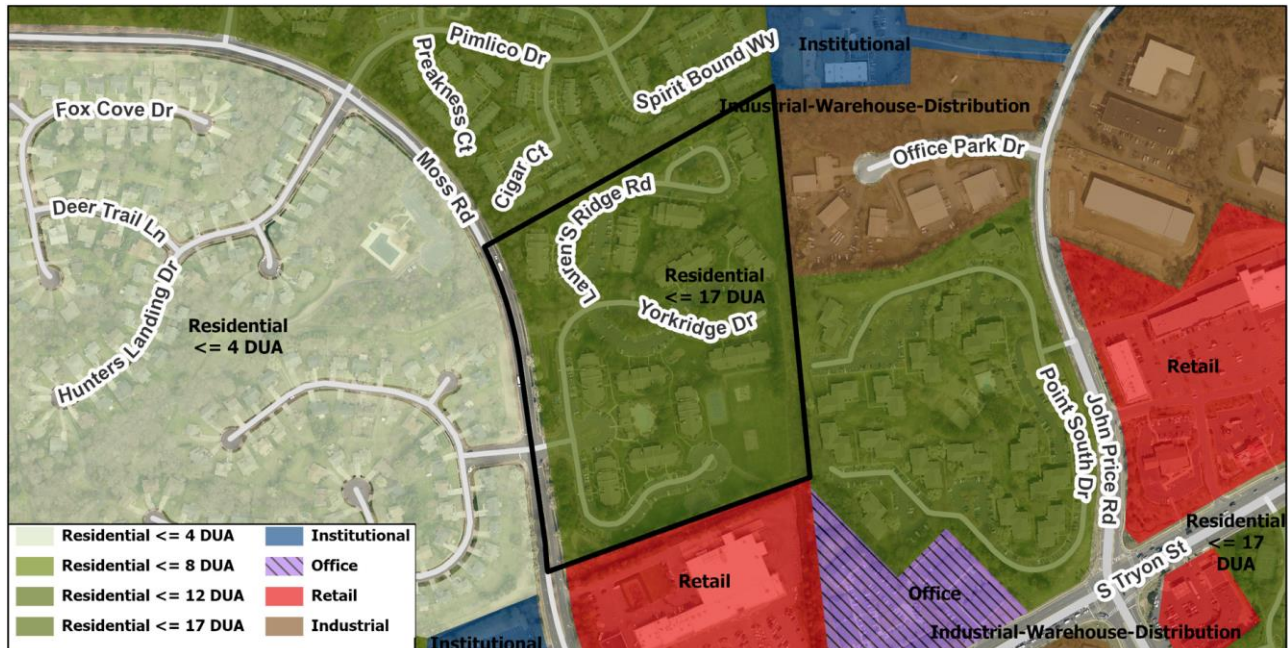 Pimlico Dr
Institutional
Preakness Ct
Spirit Bound Wy
Fox Cove Dr
Industrial-Warehouse-Distribution
Office Park Dr
Moss Rd
Cigar Ct
Deer Trail Ln
Lauren'S Ridge Rd
Residential
<= 17 DUA
Yorkridge Dr
Hunters Landing Dr
Residential
<= 4 DUA
Retail
Point South Dr
John Price Rd
Residential
<= 17
DUA
S Tryon St
Retail
Office
Industrial-Warehouse-Distribution
Institutional
Residential <= 4 DUA
Residential <= 8 DUA
Residential <= 12 DUA
Residential <= 17 DUA
Institutional
Office
Retail
Industrial